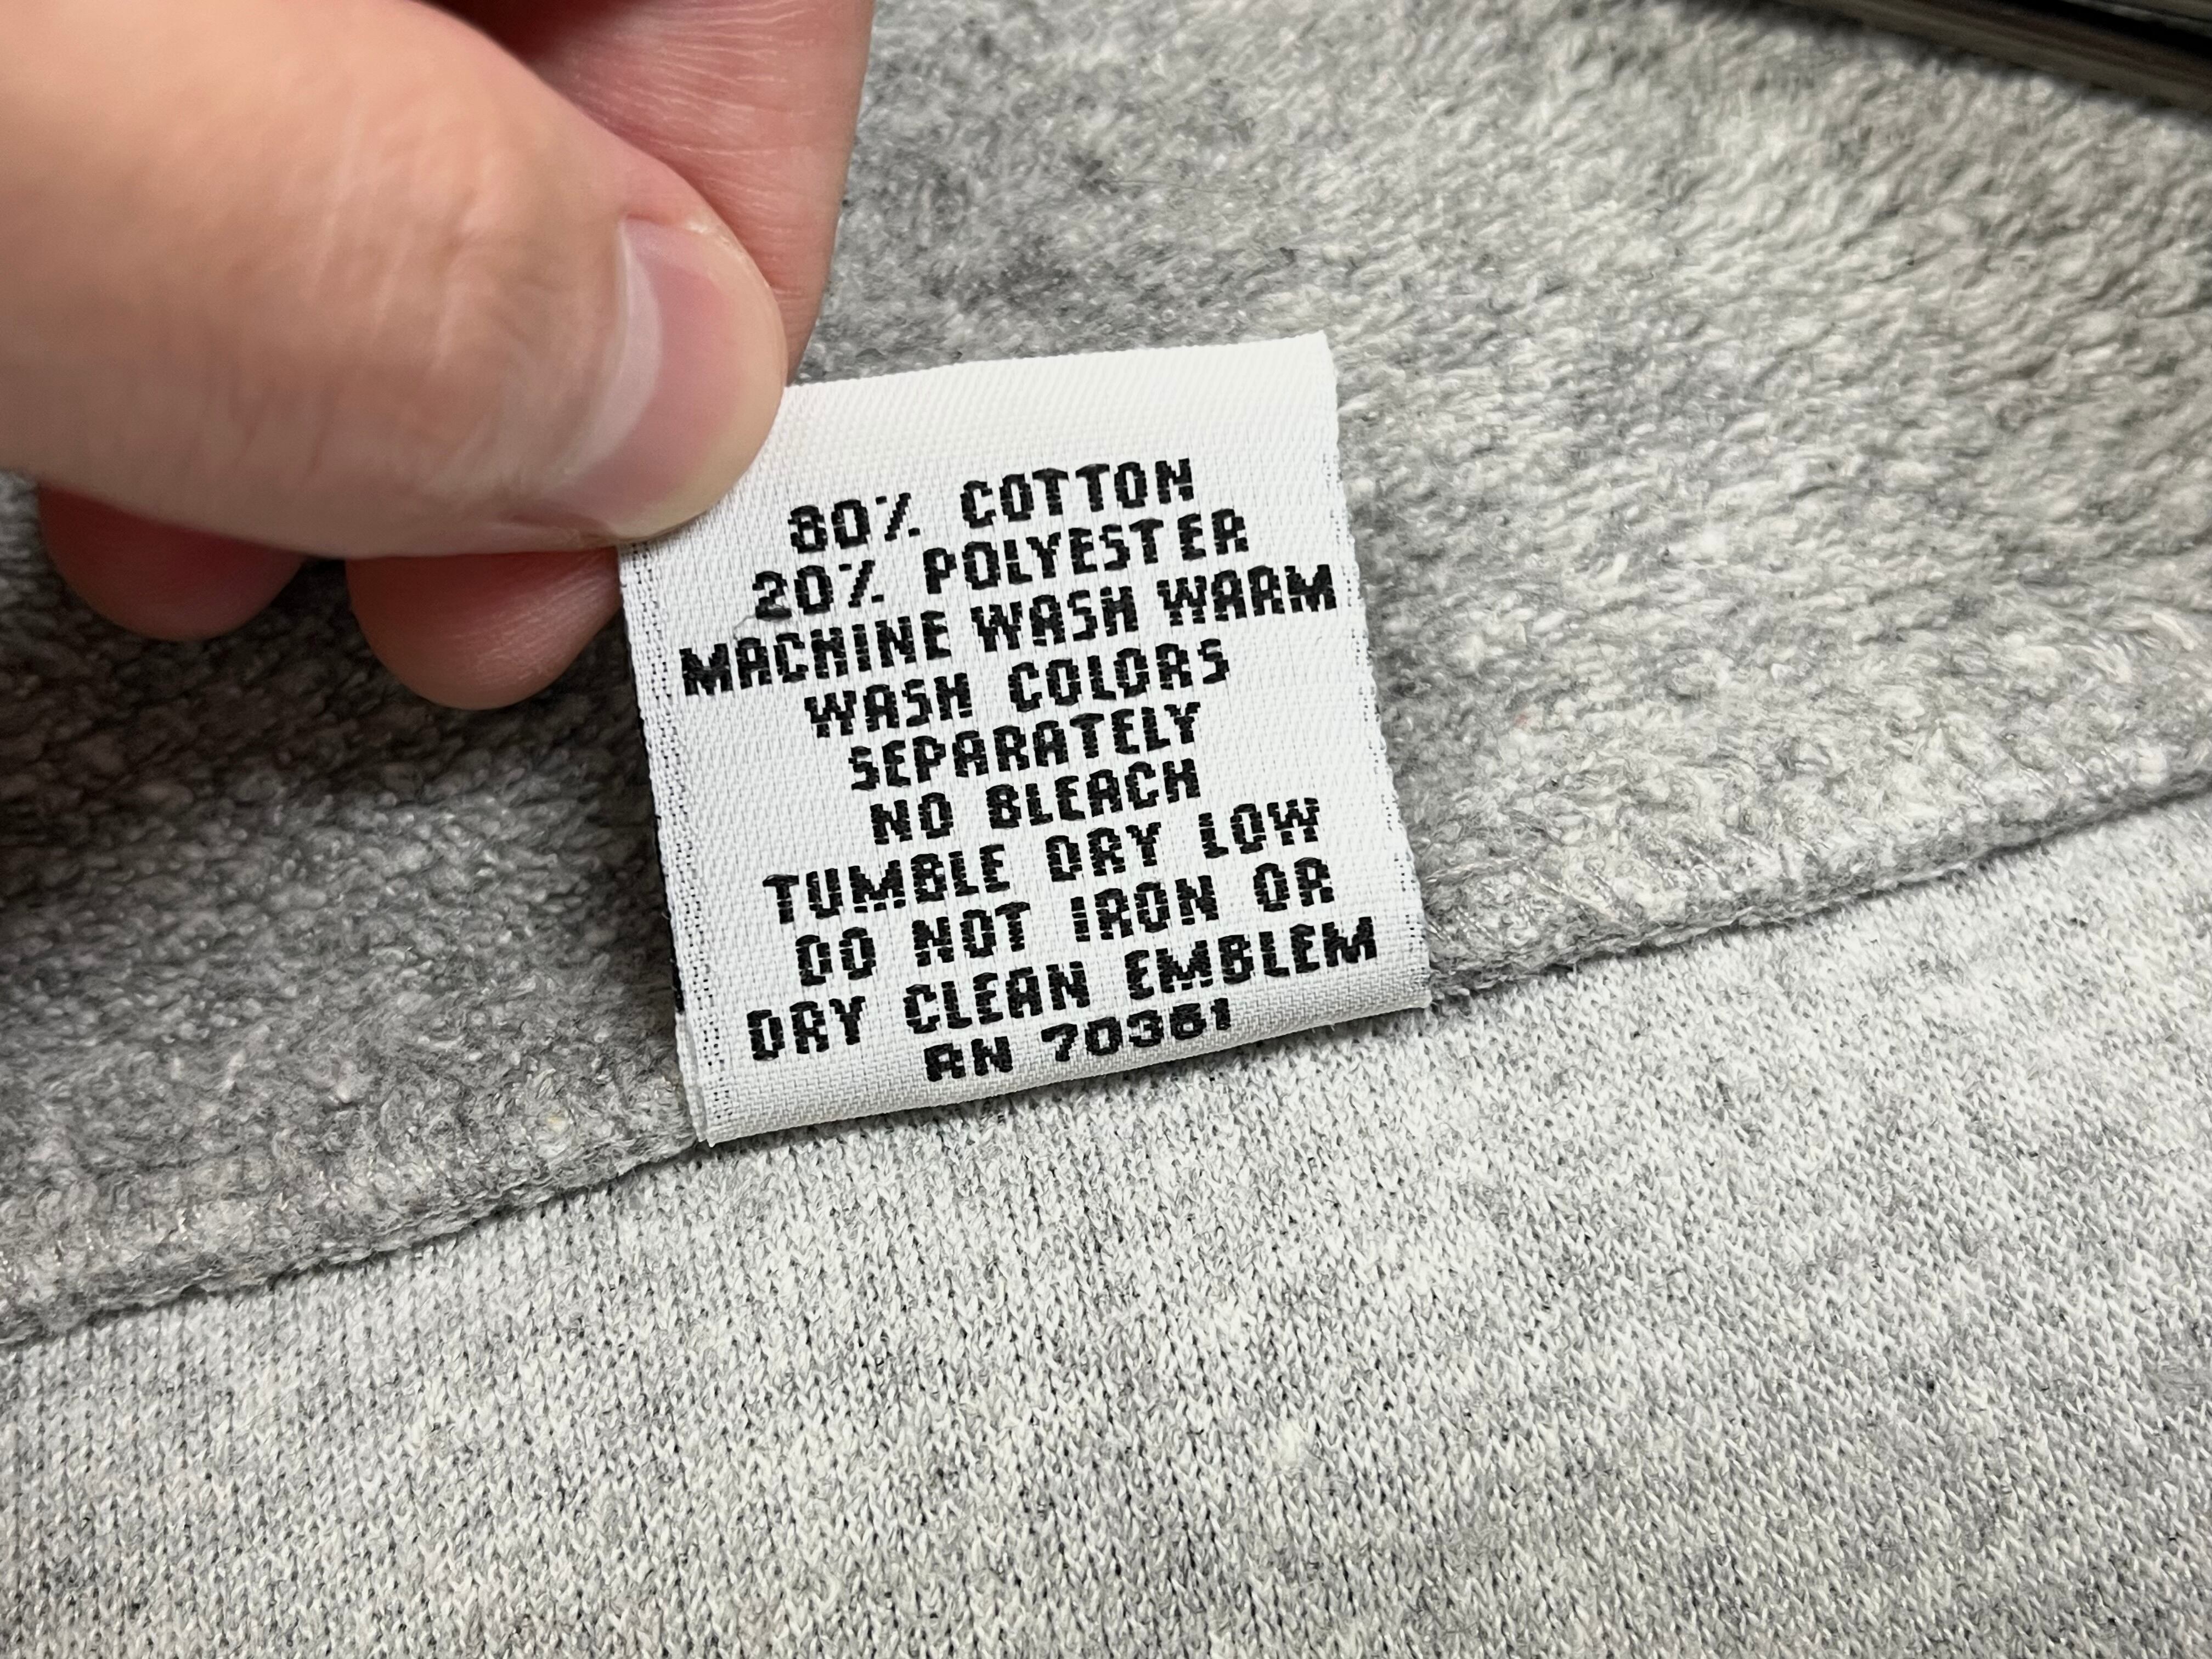 80% COTTON
20% POLYESTER
MACHINE WASH WARM
WASH COLORS
SEPARATELY
NO BLEACH
TUMBLE DRY LOW
DO NOT IRON OR
DRY CLEAN EMBLEM
RN 70381